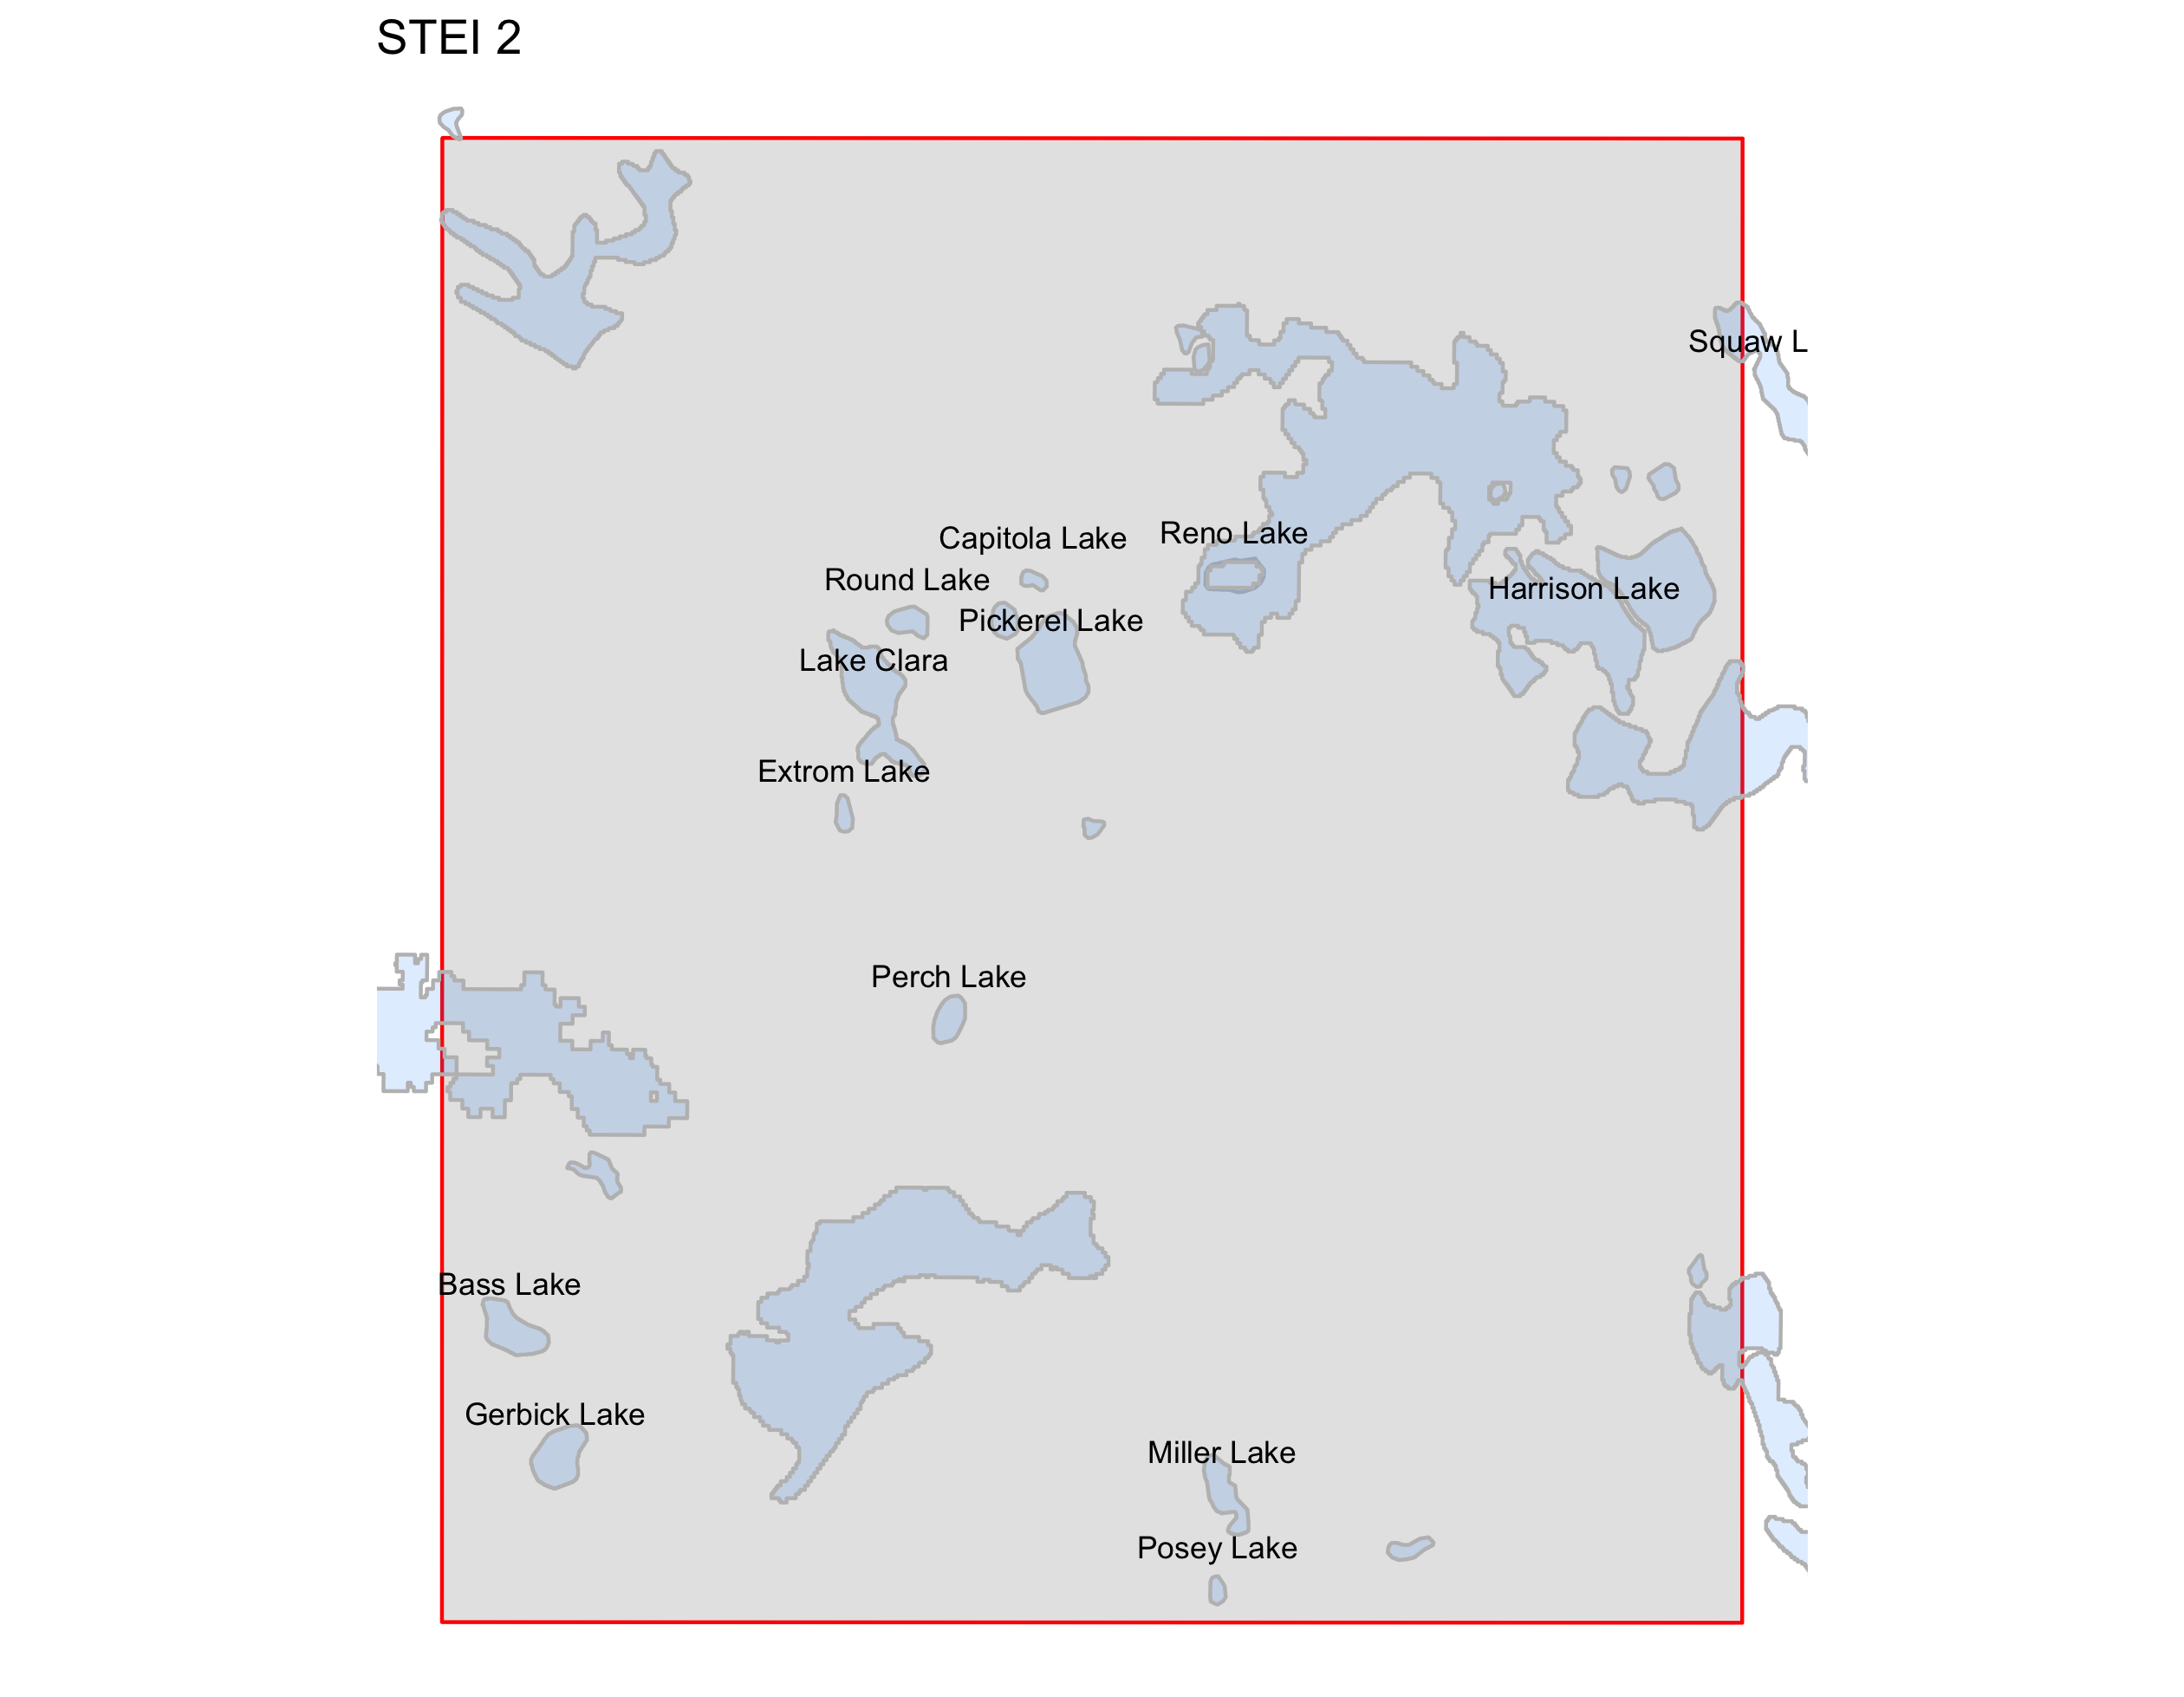 STEI 2
Squaw L
Capitola Lake
Reno Lake
Round Lake
Harrison Lake
Pickerel Lake
Lake Clara
Extrom Lake
Perch Lake
Bass Lake
Gerbick Lake
Miller Lake
Posey Lake